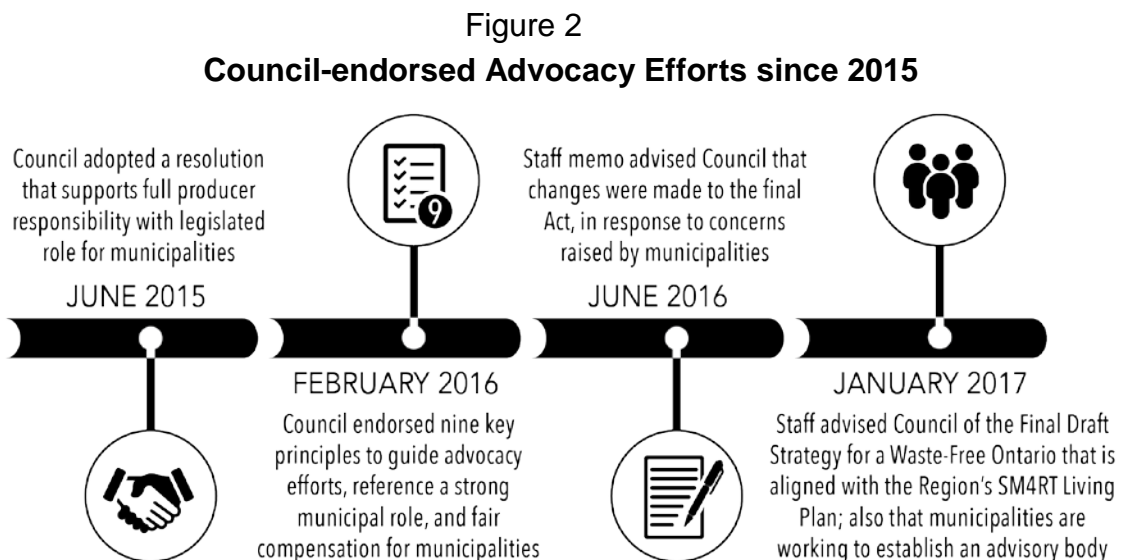 Figure 2
Council-endorsed Advocacy Efforts since 2015
Council adopted a resolution
that supports full producer
responsibility with legislated
role for municipalities
JUNE 2015
9
FEBRUARY 2016
Council endorsed nine key
principles to guide advocacy
efforts, reference a strong
municipal role, and fair
compensation for municipalities
Staff memo advised Council that
changes were made to the final
Act, in response to concerns
raised by municipalities
JUNE 2016
JANUARY 2017
Staff advised Council of the Final Draft
Strategy for a Waste-Free Ontario that is
aligned with the Region's SM4RT Living
Plan; also that municipalities are
working to establish an advisory body